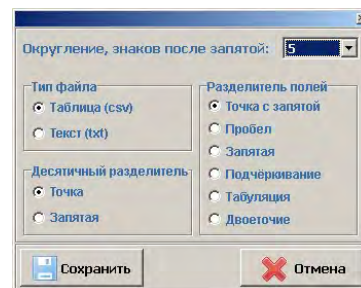 Округление, знаков после запятой: 5
Тип файла
Таблица (csv)
Текст (txt)
Десятичный разделитель
Точка
Запятая
Разделитель полей
Точка с запятой
Пробел
Запятая
Подчёркивание
Табуляция
Двоеточие
Сохранить
Отмена